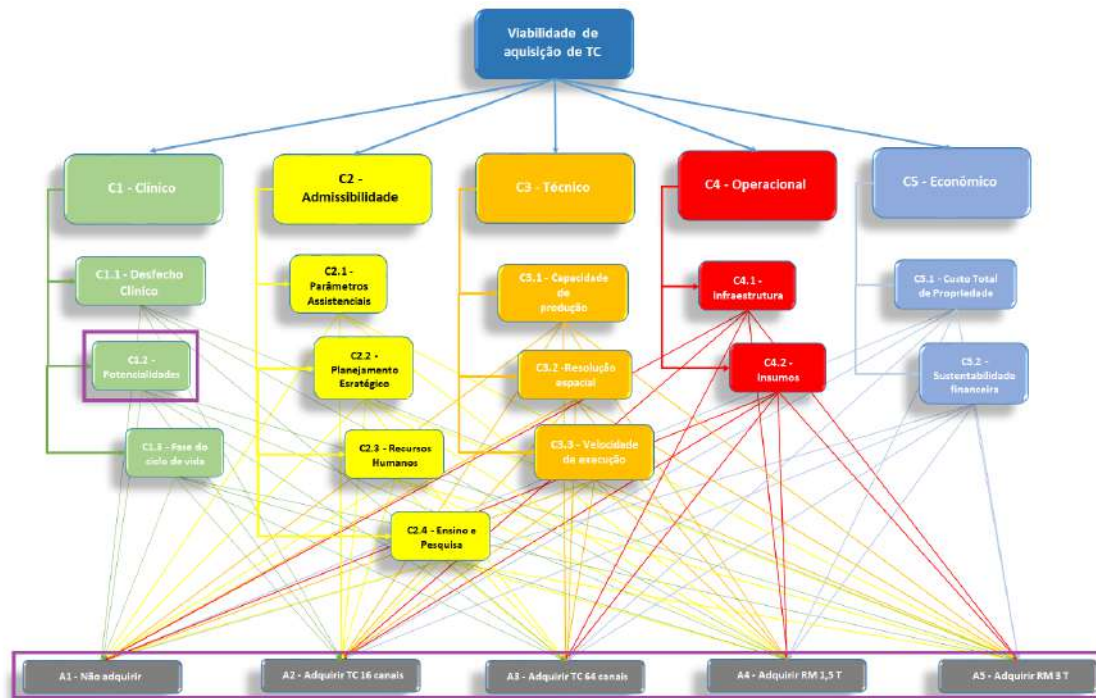 Viabilidade de
aquisição de TC
C1 - Clínico
C2 -
Admissibilidade
C3 - Técnico
C4 - Operacional
C5 - Econômico
C1.1 - Desfecho
Clínico
C2.1 -
Parâmetros
Assistenciais
C3.1 - Capacidade
de
produção
C4.1 -
Infraestrutura
C5.1 - Custo Total
de Propriedade
C1.2 -
Potencialidades
C2.2 -
Planejamento
Esratégico
C3.2 -Resolução
espacial
C4.2 -
Insumos
C5.2 -
Sustentabilidade
financeira
C1.3 - Fase do
ciclo de vida
C2.3 - Recursos
Humanos
C3.3 - Velocidade
de execução
C2.4 - Ensino e
Pesquisa
A1 - Não adquirir
A2 - Adquirir TC 16 canais
A3 - Adquirir TC 64 canais
A4 - Adquirir RM 1,5 T
A5 - Adquirir RM 3 T